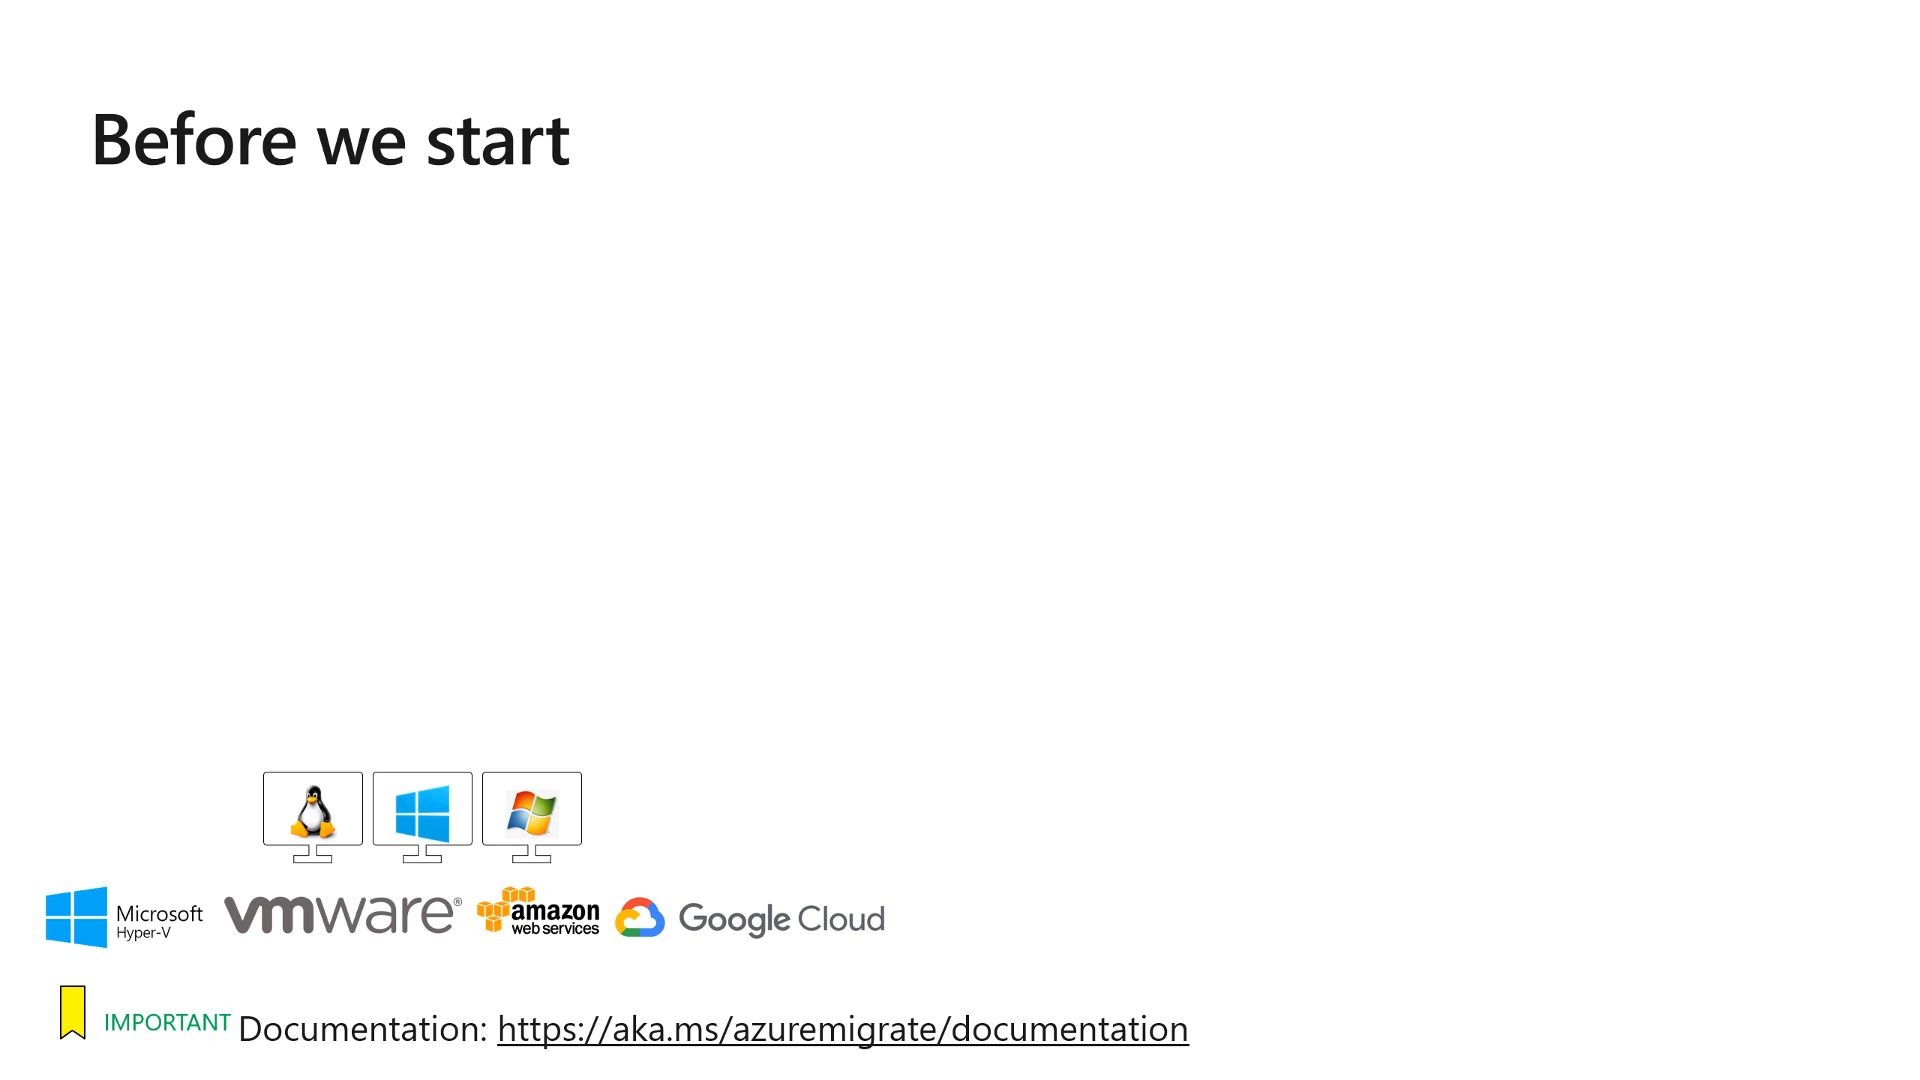 Before we start
Microsoft
Hyper-V
vmware®
amazon
web services
Google Cloud
IMPORTANT Documentation: https://aka.ms/azuremigrate/documentation